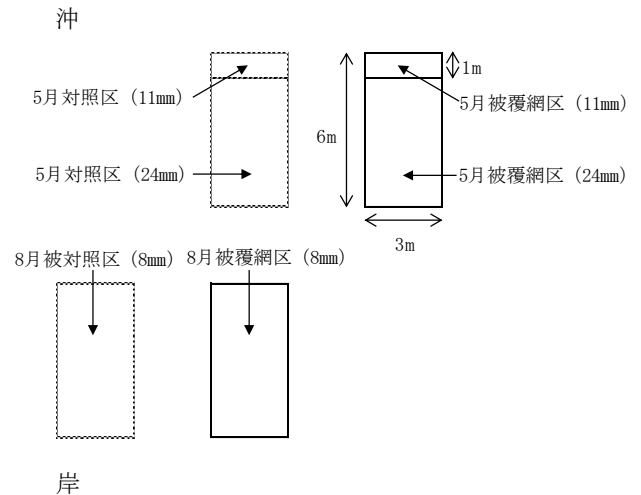 沖
1m
5月対照区（11㎜）
5月被覆網区（11㎜）
6m
5月対照区（24㎜）
5月被覆網区（24㎜）
3m
8月被対照区（8㎜）
8月被覆網区（8㎜）
岸